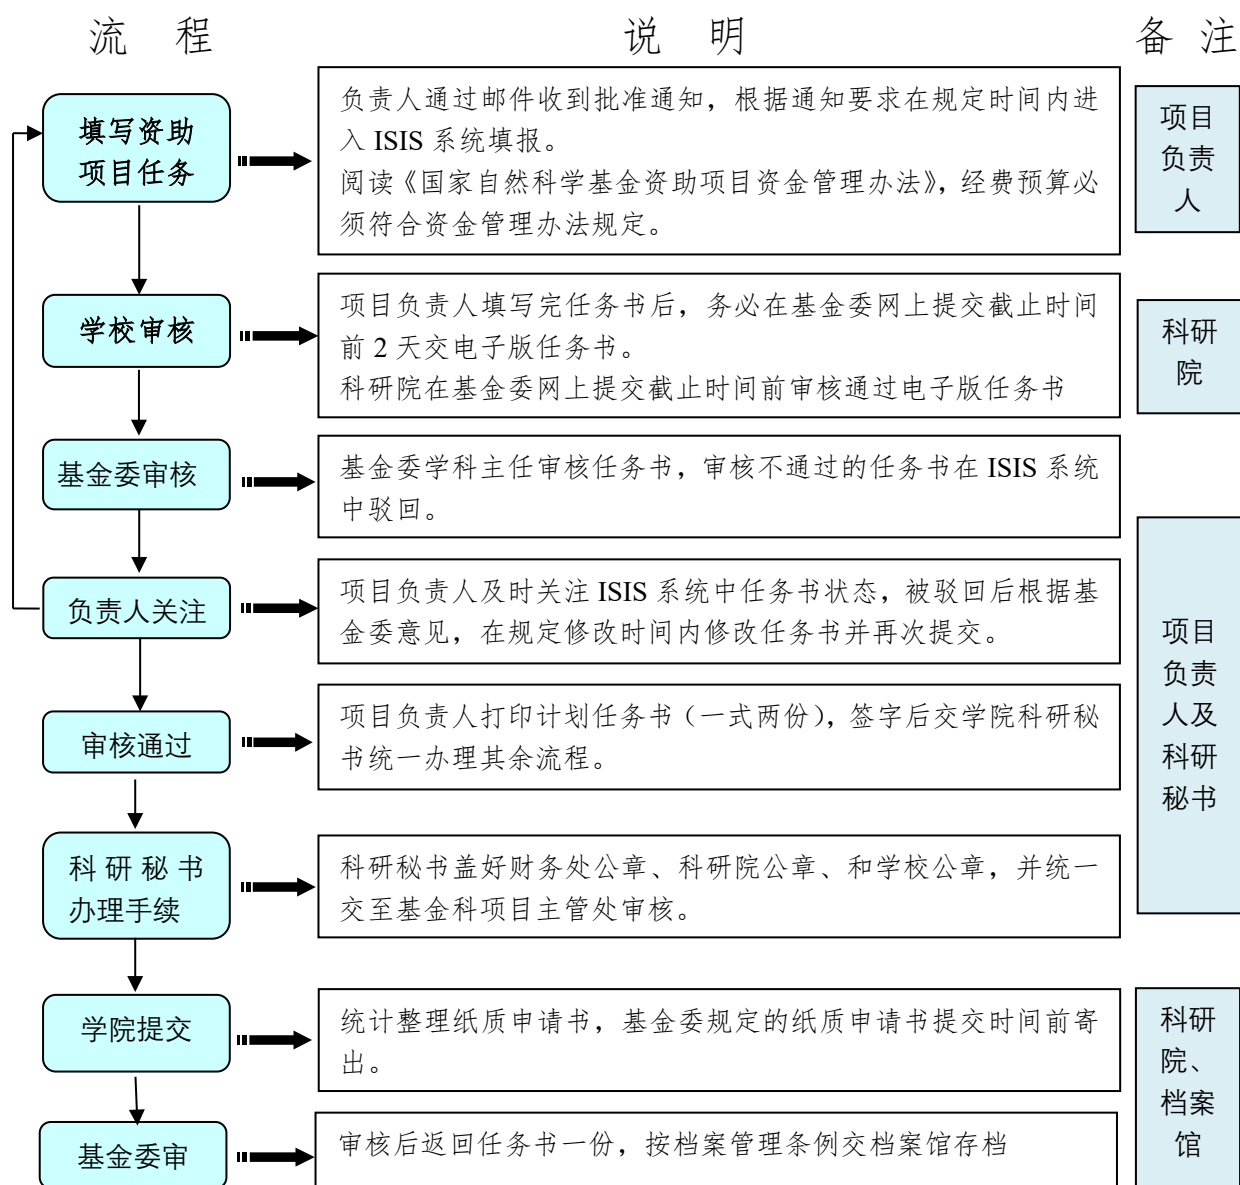 流 程 说 明 备 注
填写资助
项目任务
负责人通过邮件收到批准通知，根据通知要求在规定时间内进
入 ISIS 系统填报。
阅读《国家自然科学基金资助项目资金管理办法》，经费预算必
须符合资金管理办法规定。
项目
负责
人
学校审核
项目负责人填写完任务书后，务必在基金委网上提交截止时间
前 2 天交电子版任务书。
科研院在基金委网上提交截止时间前审核通过电子版任务书
科研
院
基金委审核
基金委学科主任审核任务书，审核不通过的任务书在 ISIS 系统
中驳回。
负责人关注
项目负责人及时关注 ISIS 系统中任务书状态，被驳回后根据基
金委意见，在规定修改时间内修改任务书并再次提交。
审核通过
项目负责人打印计划任务书（一式两份），签字后交学院科研秘
书统一办理其余流程。
科研秘书
办理手续
科研秘书盖好财务处公章、科研院公章、和学校公章，并统一
交至基金科项目主管处审核。
项目
负责
人及
科研
秘书
学院提交
统计整理纸质申请书，基金委规定的纸质申请书提交时间前寄
出。
基金委审
审核后返回任务书一份，按档案管理条例交档案馆存档
科研
院、
档案
馆